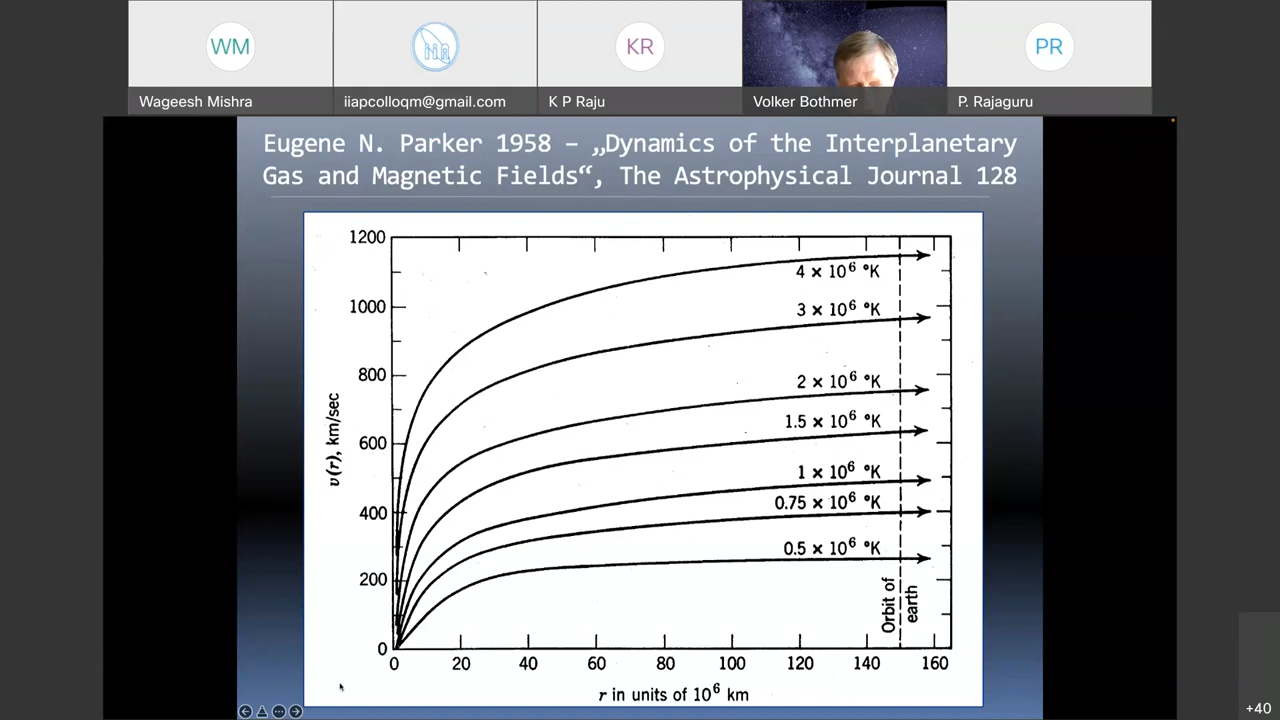 WM
KR
PR
Wageesh Mishra
iiapcolloqm@gmail.com
K P Raju
Volker Bothmer
P. Rajaguru
Eugene N. Parker 1958 – „Dynamics of the Interplanetary
Gas and Magnetic Fields“, The Astrophysical Journal 128
1200
1000
800
600
400
200
0
v(r), km/sec
4 × 10⁶ °K
3 × 10⁶ °K
2 × 10⁶ °K
1.5 × 10⁶ °K
1 × 10⁶ °K
0.75 × 10⁶ °K
0.5 × 10⁶ °K
Orbit of
earth
0 20 40 60 80 100 120 140 160
r in units of 10⁶ km
+40